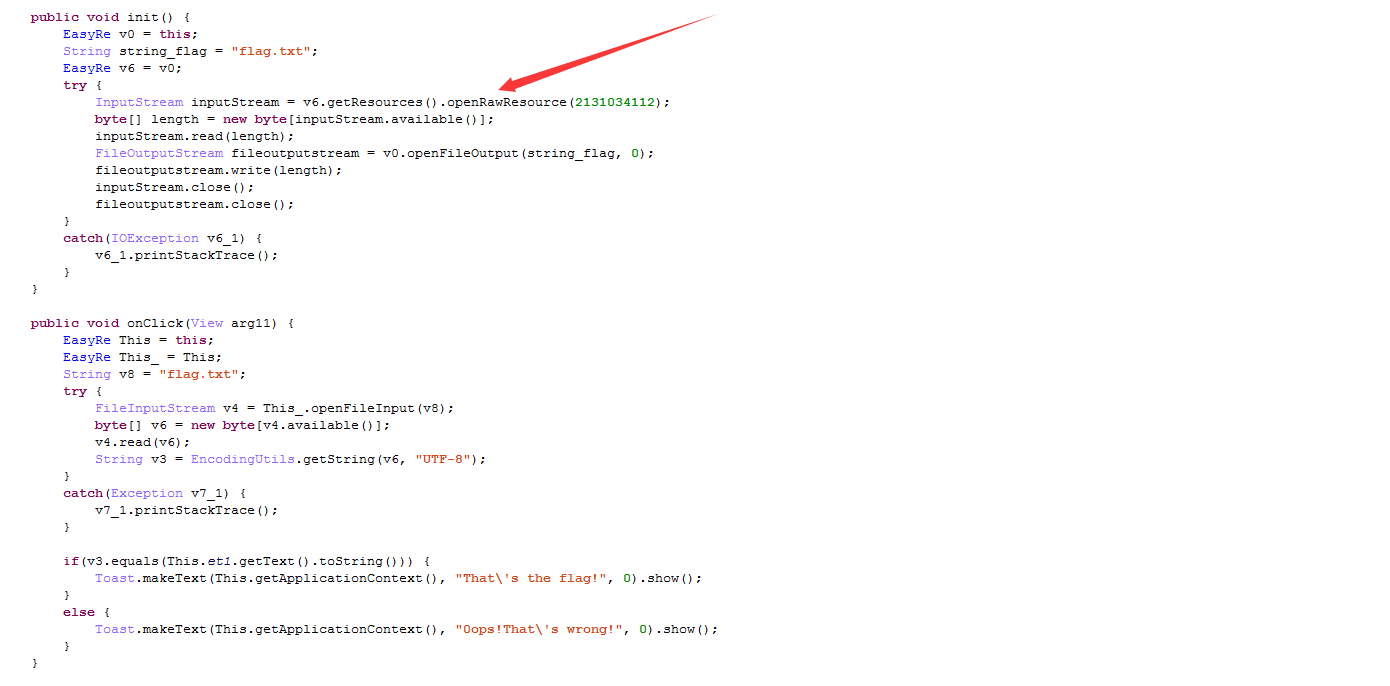 public void init() {
EasyRe v0 = this;
String string_flag = "flag.txt";
EasyRe v6 = v0;
try {
InputStream inputStream = v6.getResources().openRawResource(2131034112);
byte[] length = new byte[inputStream.available()];
inputStream.read(length);
FileOutputStream fileoutputstream = v0.openFileOutput(string_flag, 0);
fileoutputstream.write(length);
inputStream.close();
fileoutputstream.close();
}
catch(IOException v6_1) {
v6_1.printStackTrace();
}
}
public void onClick(View arg11) {
EasyRe This = this;
EasyRe This_ = This;
String v8 = "flag.txt";
try {
FileInputStream v4 = This_.openFileInput(v8);
byte[] v6 = new byte[v4.available()];
v4.read(v6);
String v3 = EncodingUtils.getString(v6, "UTF-8");
}
catch(Exception v7_1) {
v7_1.printStackTrace();
}
if(v3.equals(This.et1.getText().toString())) {
Toast.makeText(This.getApplicationContext(), "That\'s the flag!", 0).show();
}
else {
Toast.makeText(This.getApplicationContext(), "Oops!That\'s wrong!", 0).show();
}
}